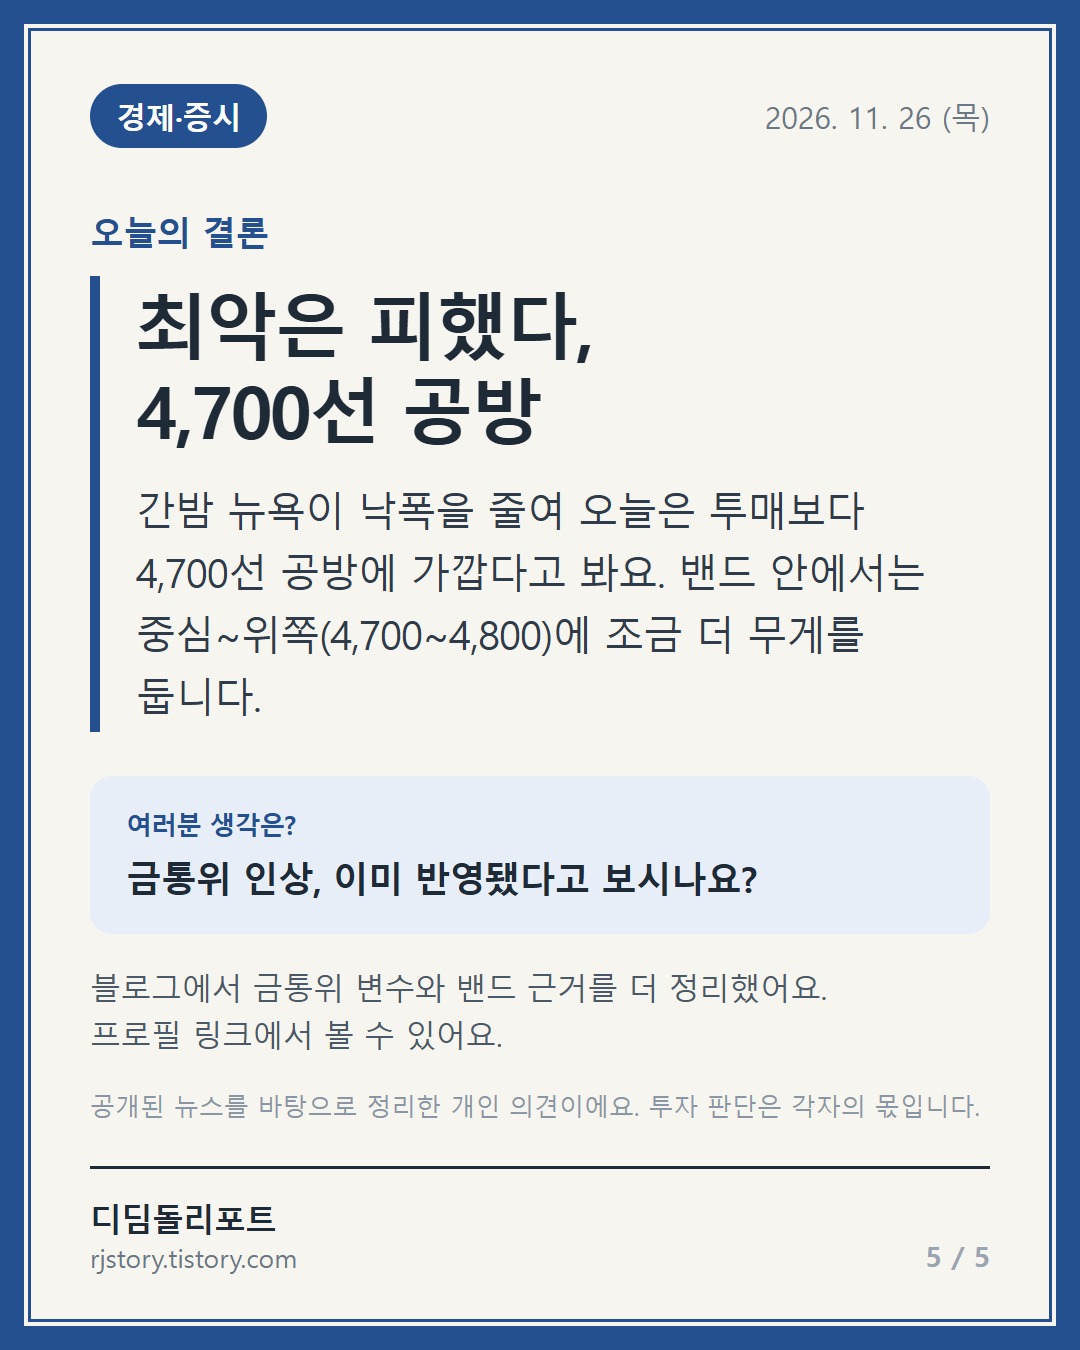 경제·증시
2026. 11. 26 (목)
오늘의 결론
최악은 피했다,
4,700선 공방
간밤 뉴욕이 낙폭을 줄여 오늘은 투매보다
4,700선 공방에 가깝다고 봐요. 밴드 안에서는
중심~위쪽(4,700~4,800)에 조금 더 무게를
둡니다.
여러분 생각은?
금통위 인상, 이미 반영됐다고 보시나요?
블로그에서 금통위 변수와 밴드 근거를 더 정리했어요.
프로필 링크에서 볼 수 있어요.
공개된 뉴스를 바탕으로 정리한 개인 의견이에요. 투자 판단은 각자의 몫입니다.
디딤돌리포트
rjstory.tistory.com
5 / 5